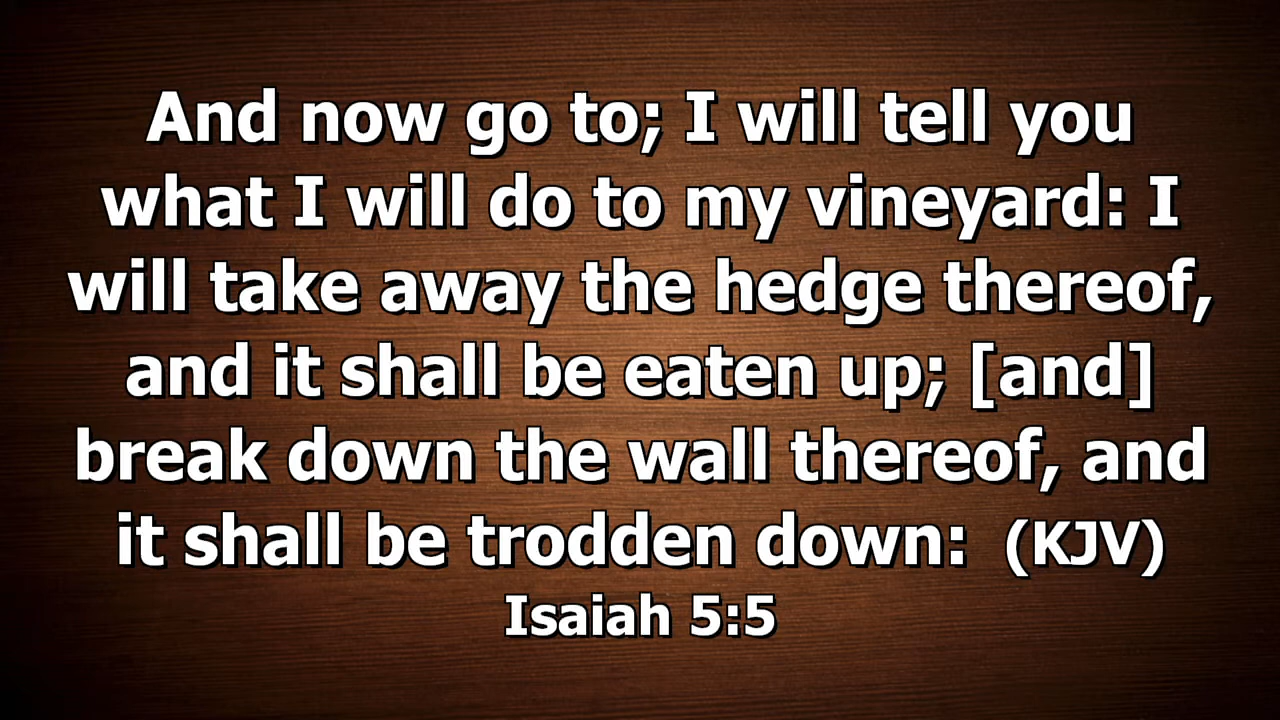 And now go to; I will tell you
what I will do to my vineyard: I
will take away the hedge thereof,
and it shall be eaten up; [and]
break down the wall thereof, and
it shall be trodden down: (KJV)
Isaiah 5:5